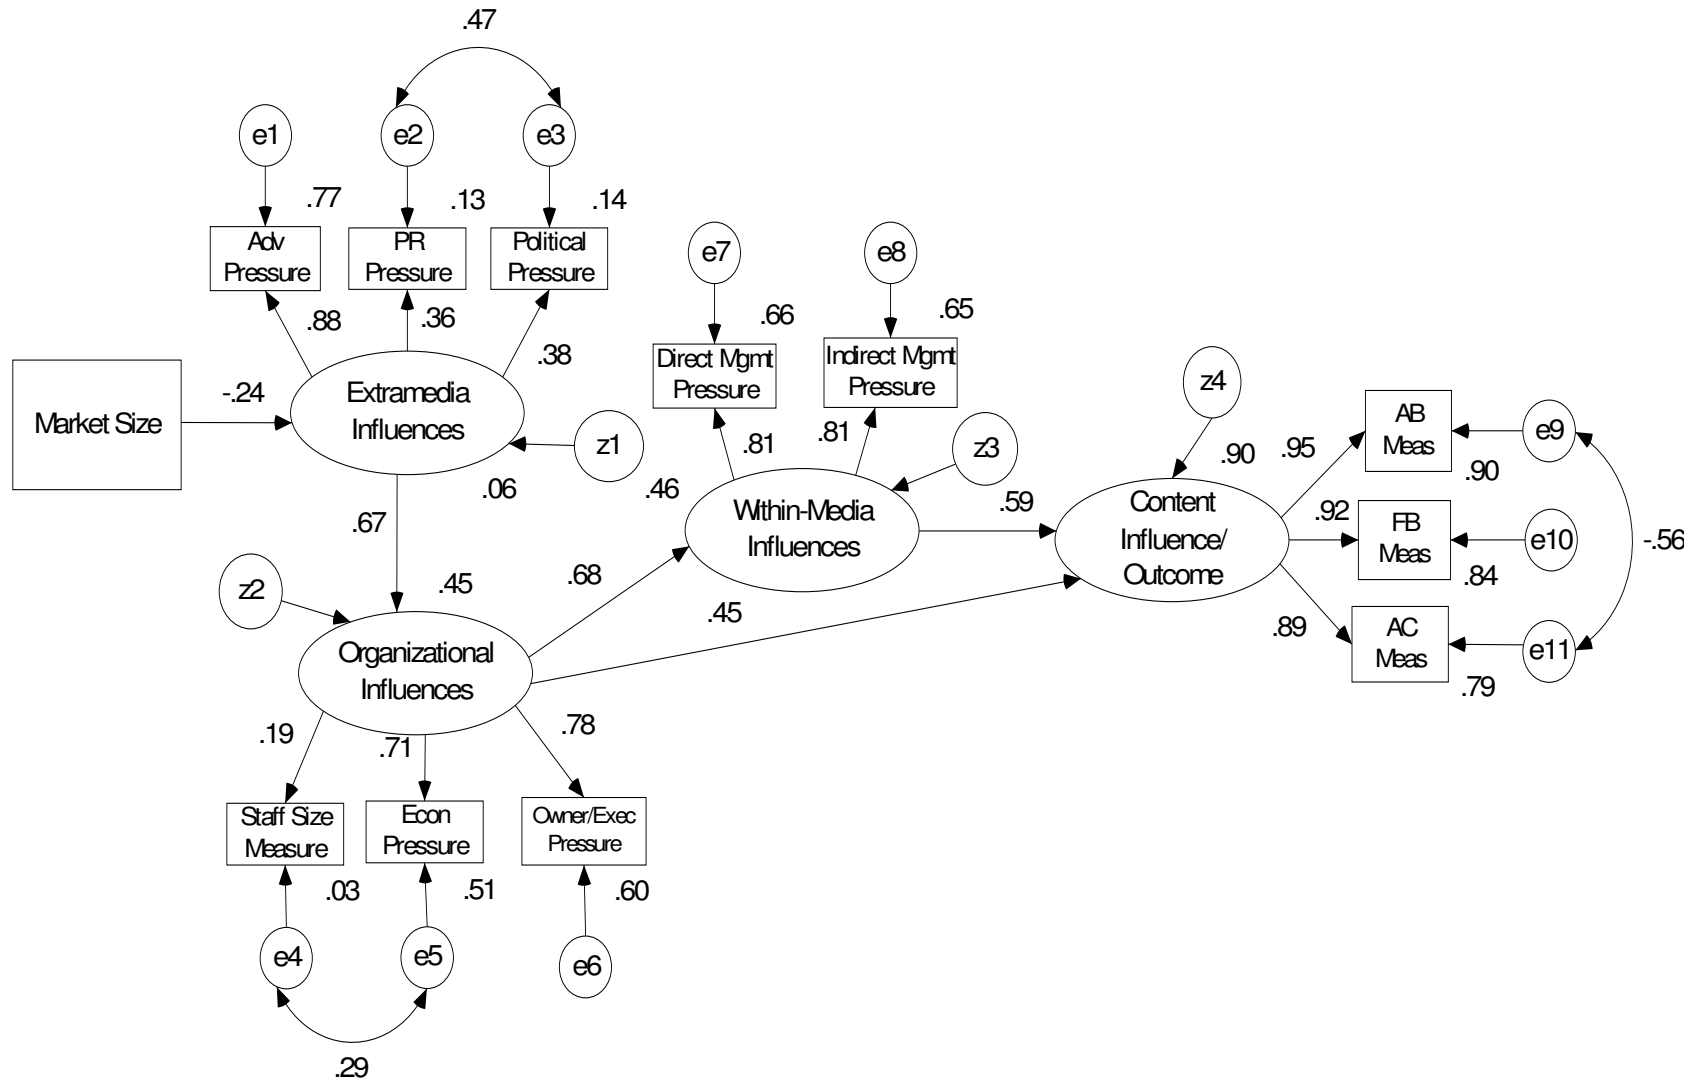 .47
e1
e2
e3
.77
.13
.14
Adv
Pressure
PR
Pressure
Political
Pressure
.88
.36
.38
Market Size
-.24
Extramedia
Influences
z1
.06
.67
e7
e8
.66
.65
Direct Mgmt
Pressure
Indirect Mgmt
Pressure
.81
.81
z3
.46
Within-Media
Influences
.59
z4
.90
Content
Influence/
Outcome
.95
AB
Meas
e9
.90
.92
FB
Meas
e10
.84
-.56
.89
AC
Meas
e11
.79
z2
.45
.68
.45
Organizational
Influences
.19
.71
.78
Staff Size
Measure
Econ
Pressure
Owner/Exec
Pressure
.03
.51
.60
e4
e5
e6
.29